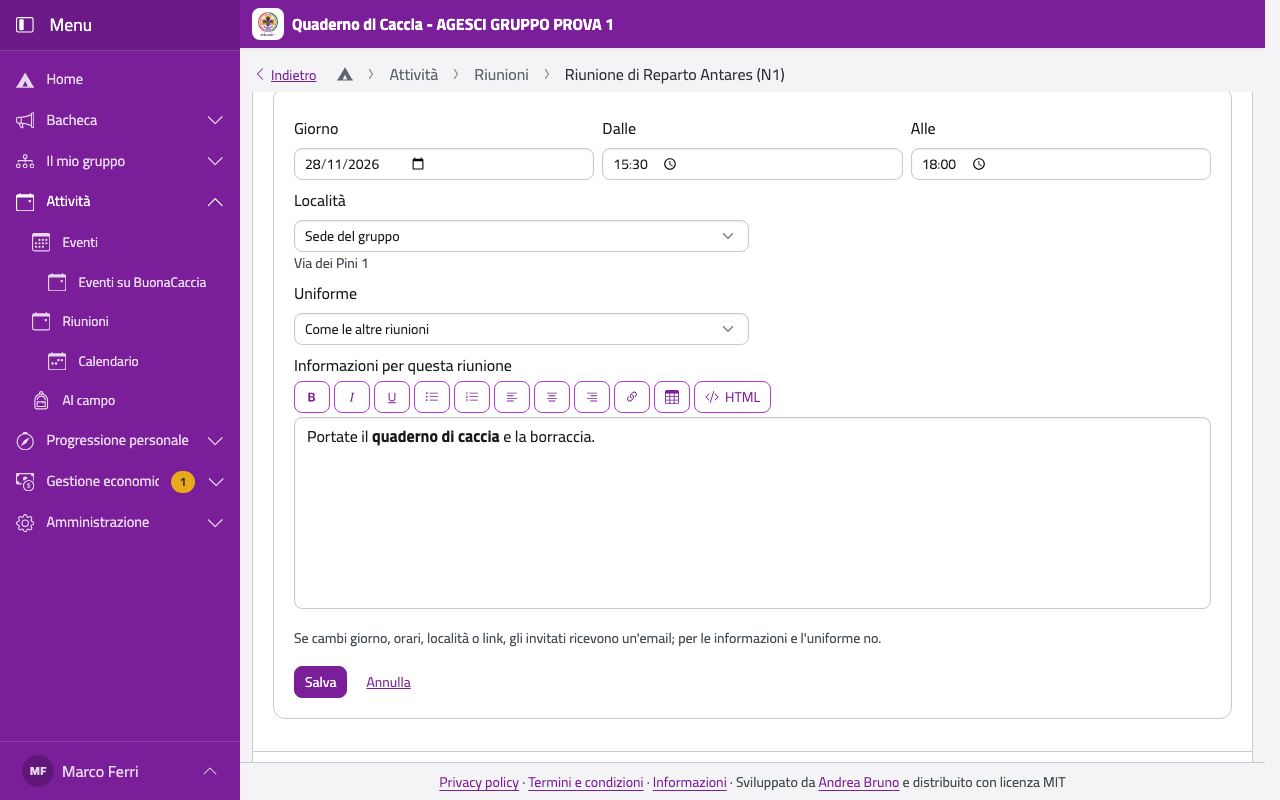 Menu
Quaderno di Caccia - AGESCI GRUPPO PROVA 1
Indietro
Attività
Riunioni
Riunione di Reparto Antares (N1)
Home
Bacheca
Il mio gruppo
Attività
Eventi
Eventi su BuonaCaccia
Riunioni
Calendario
Al campo
Progressione personale
Gestione economic
1
Amministrazione
MF
Marco Ferri
Giorno
Dalle
Alle
28/11/2026
15:30
18:00
Località
Sede del gruppo
Via dei Pini 1
Uniforme
Come le altre riunioni
Informazioni per questa riunione
B
I
U
</> HTML
Portate il quaderno di caccia e la borraccia.
Se cambi giorno, orari, località o link, gli invitati ricevono un'email; per le informazioni e l'uniforme no.
Salva
Annulla
Privacy policy · Termini e condizioni · Informazioni · Sviluppato da Andrea Bruno e distribuito con licenza MIT